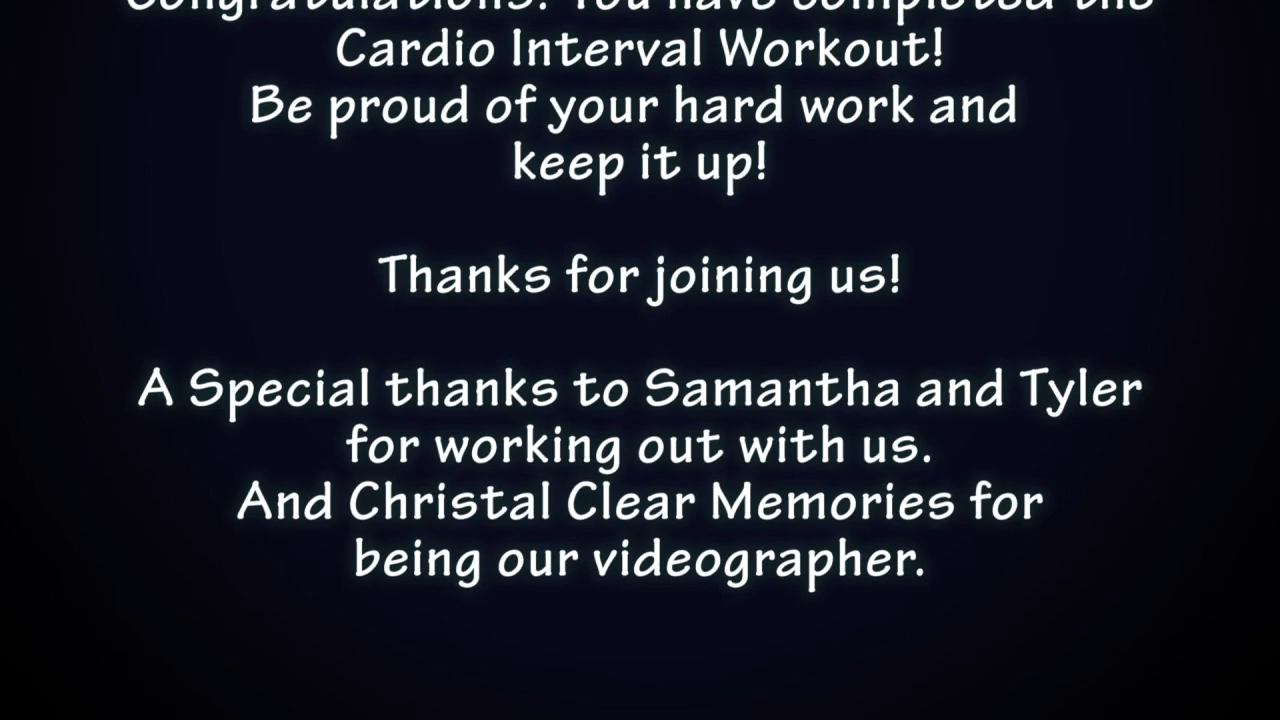 Congratulations! You have completed the
Cardio Interval Workout!
Be proud of your hard work and
keep it up!
Thanks for joining us!
A Special thanks to Samantha and Tyler
for working out with us.
And Christal Clear Memories for
being our videographer.